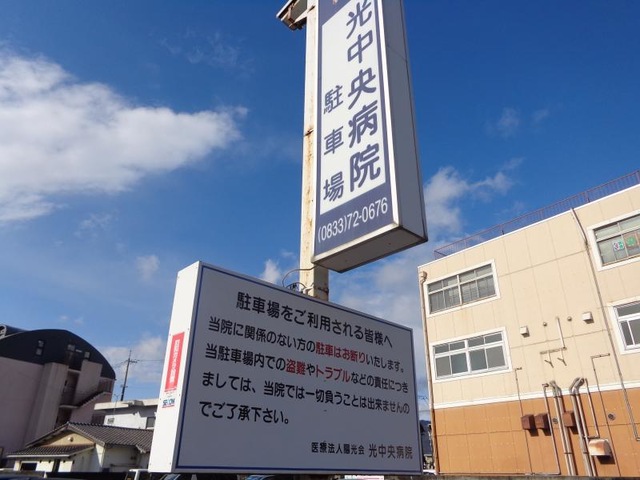 光中央病院
駐車場
(0833)72-0676
駐車場をご利用される皆様へ
当院に関係のない方の駐車はお断りいたします。
当駐車場内での盗難やトラブルなどの責任につき
ましては、当院では一切負うことは出来ませんの
でご了承下さい。
医療法人陽光会 光中央病院